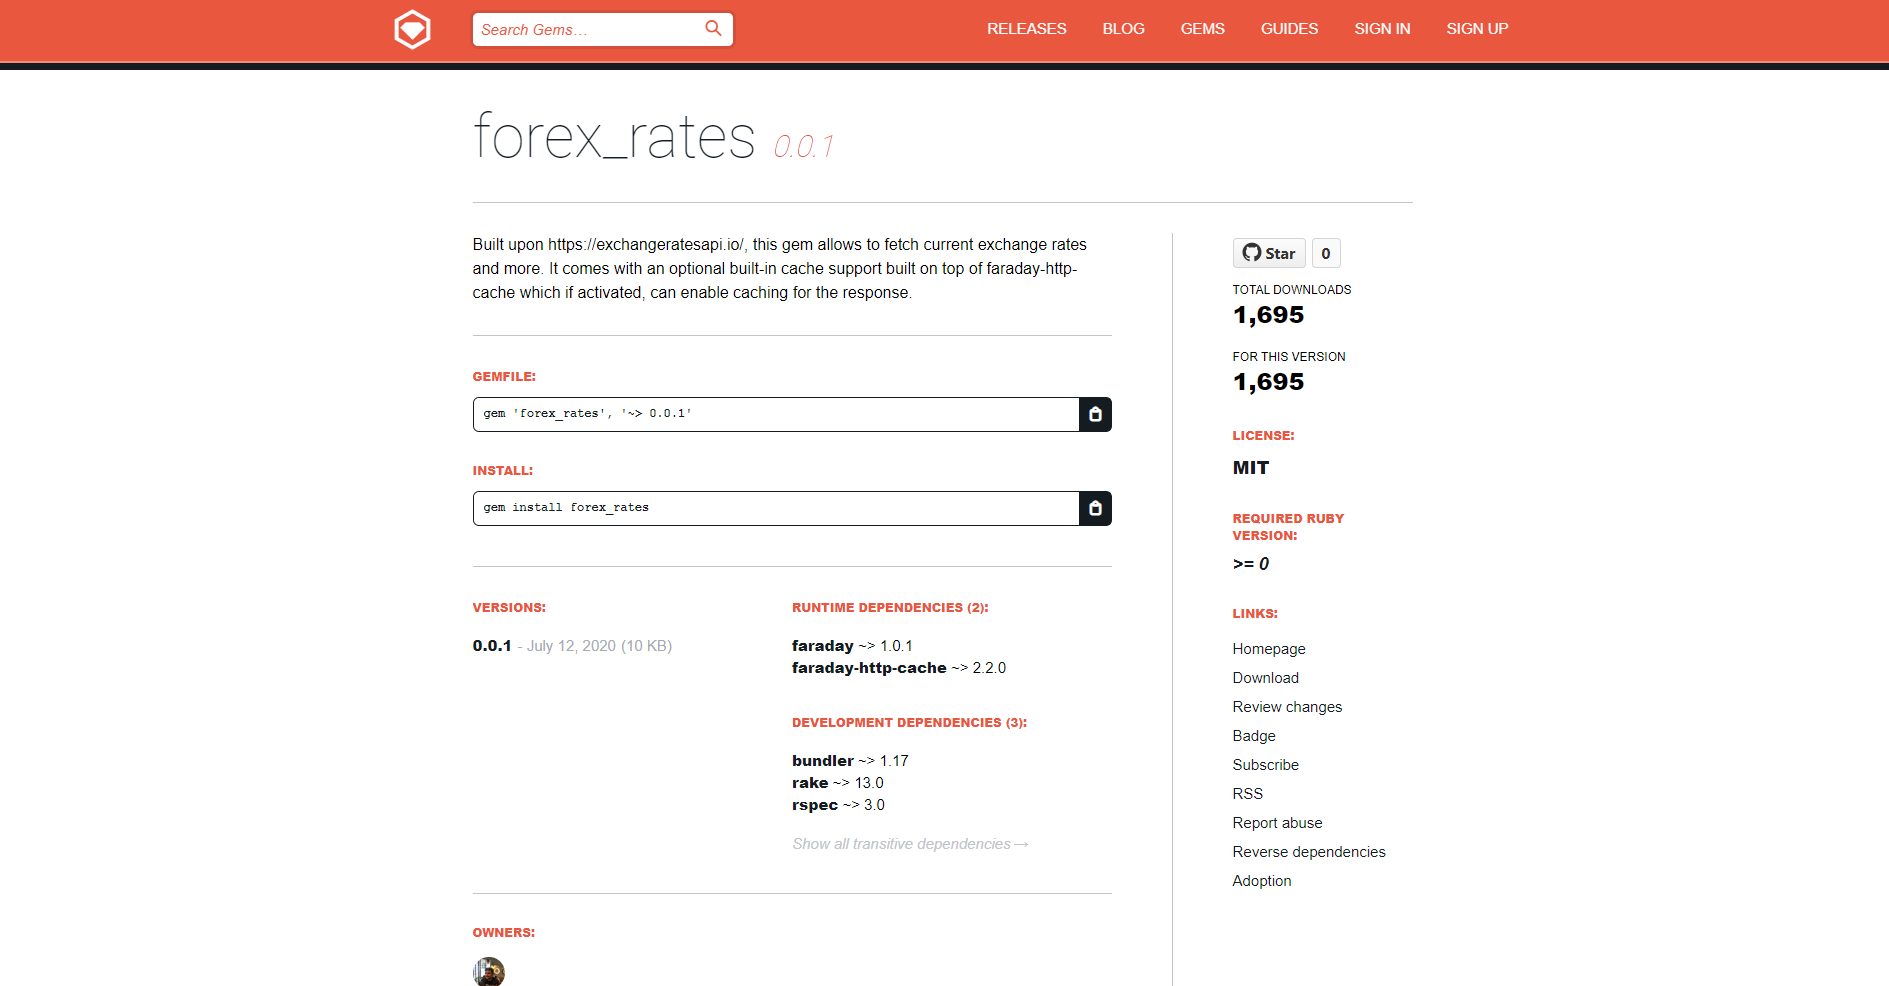 Search Gems…
RELEASES
BLOG
GEMS
GUIDES
SIGN IN
SIGN UP
forex_rates 0.0.1
Built upon https://exchangeratesapi.io/, this gem allows to fetch current exchange rates
and more. It comes with an optional built-in cache support built on top of faraday-http-
cache which if activated, can enable caching for the response.
GEMFILE:
gem 'forex_rates', '~> 0.0.1'
INSTALL:
gem install forex_rates
VERSIONS:
0.0.1 - July 12, 2020 (10 KB)
RUNTIME DEPENDENCIES (2):
faraday ~> 1.0.1
faraday-http-cache ~> 2.2.0
DEVELOPMENT DEPENDENCIES (3):
bundler ~> 1.17
rake ~> 13.0
rspec ~> 3.0
Show all transitive dependencies →
OWNERS:
Star 0
TOTAL DOWNLOADS
1,695
FOR THIS VERSION
1,695
LICENSE:
MIT
REQUIRED RUBY
VERSION:
>= 0
LINKS:
Homepage
Download
Review changes
Badge
Subscribe
RSS
Report abuse
Reverse dependencies
Adoption